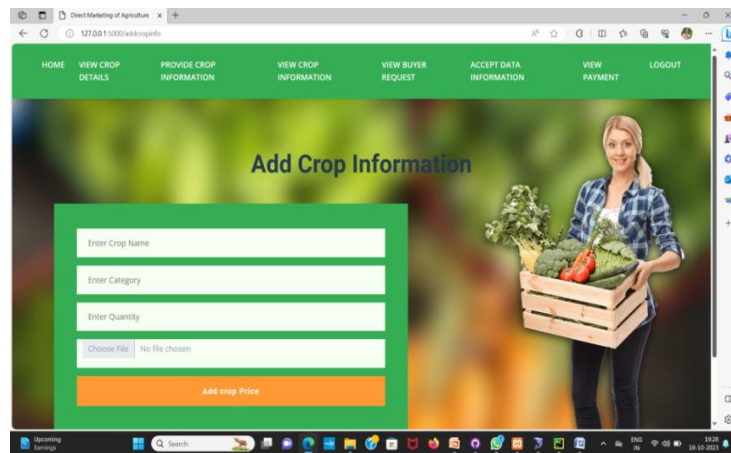 Direct Marketing of Agriculture
127.0.0.1:5000/addcropinfo
HOME
VIEW CROP
DETAILS
PROVIDE CROP
INFORMATION
VIEW CROP
INFORMATION
VIEW BUYER
REQUEST
ACCEPT DATA
INFORMATION
VIEW
PAYMENT
LOGOUT
Add Crop Information
Enter Crop Name
Enter Category
Enter Quantity
Choose File No file chosen
Add crop Price
Upcoming
Earnings
Search
ENG
IN
1928
18-10-2023